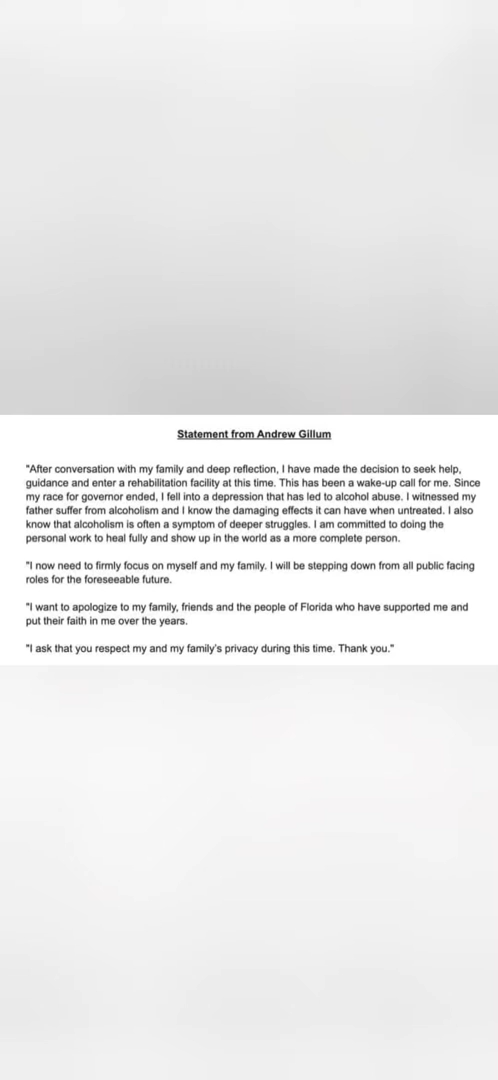 Statement from Andrew Gillum
"After conversation with my family and deep reflection, I have made the decision to seek help,
guidance and enter a rehabilitation facility at this time. This has been a wake-up call for me. Since
my race for governor ended, I fell into a depression that has led to alcohol abuse. I witnessed my
father suffer from alcoholism and I know the damaging effects it can have when untreated. I also
know that alcoholism is often a symptom of deeper struggles. I am committed to doing the
personal work to heal fully and show up in the world as a more complete person.
"I now need to firmly focus on myself and my family. I will be stepping down from all public facing
roles for the foreseeable future.
"I want to apologize to my family, friends and the people of Florida who have supported me and
put their faith in me over the years.
"I ask that you respect my and my family's privacy during this time. Thank you."